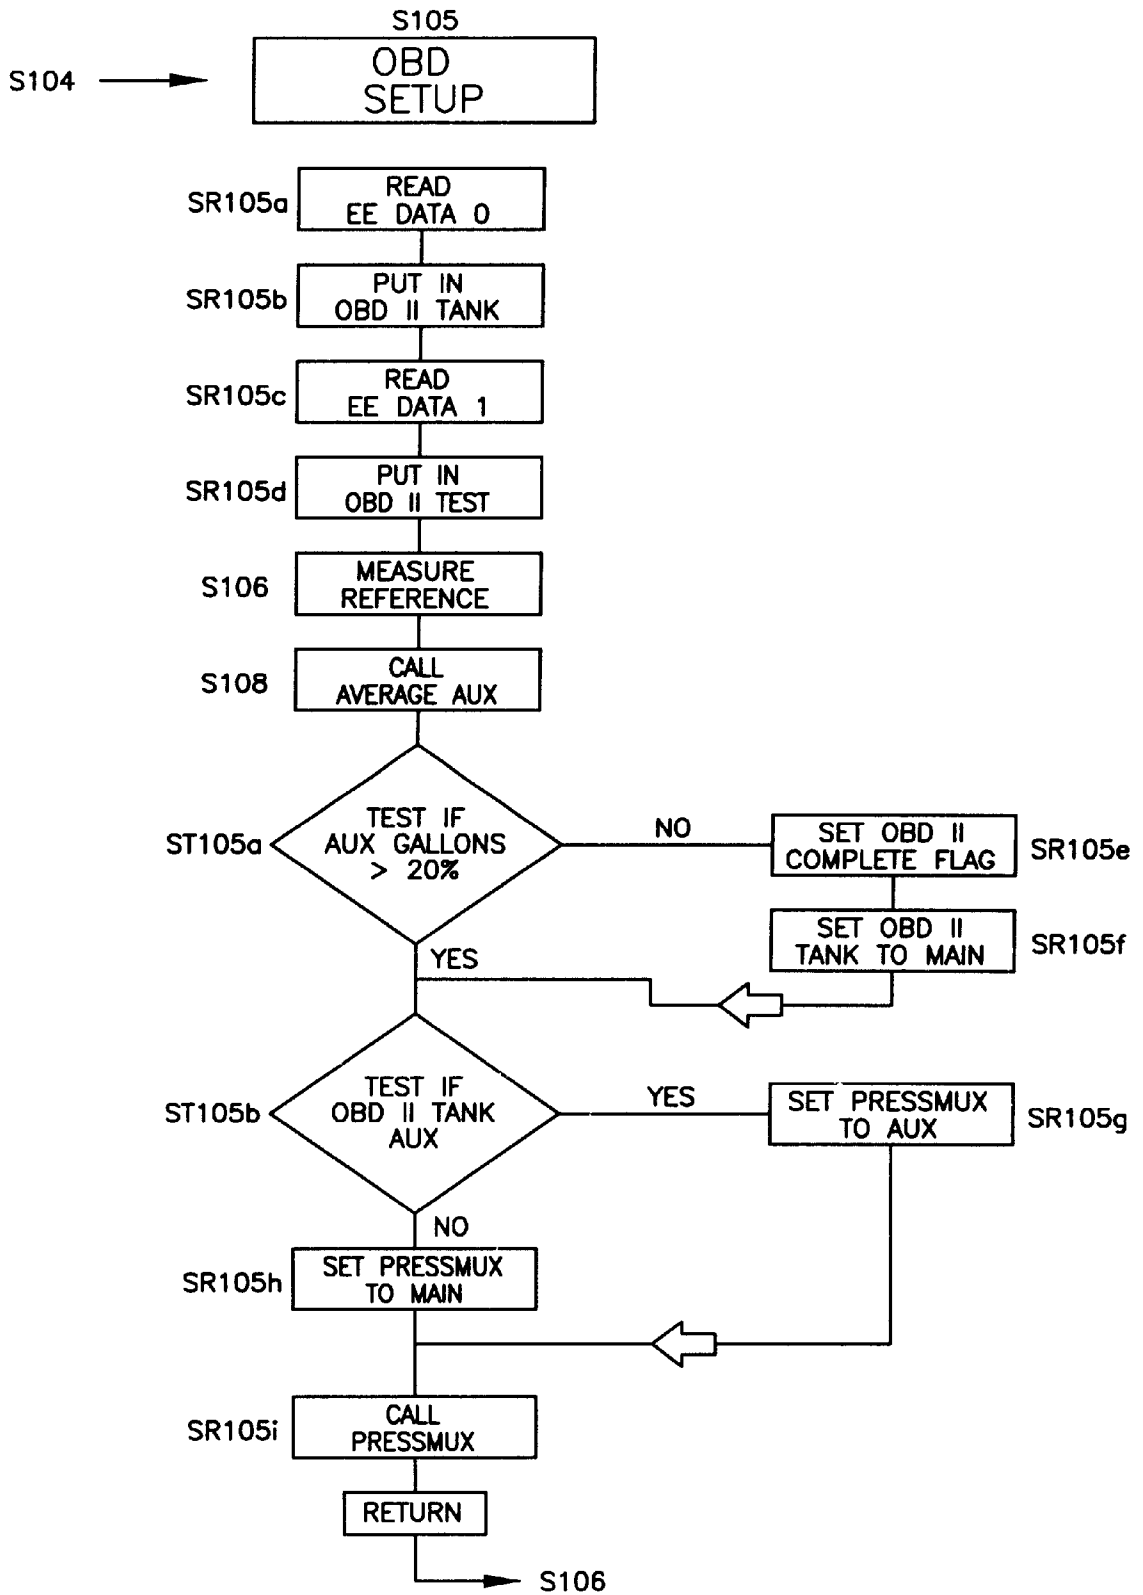 S105
S104
OBD
SETUP
SR105a
READ
EE DATA 0
SR105b
PUT IN
OBD II TANK
SR105c
READ
EE DATA 1
SR105d
PUT IN
OBD II TEST
S106
MEASURE
REFERENCE
S108
CALL
AVERAGE AUX
ST105a
TEST IF
AUX GALLONS
> 20%
NO
SET OBD II
COMPLETE FLAG
SR105e
SET OBD II
TANK TO MAIN
SR105f
YES
ST105b
TEST IF
OBD II TANK
AUX
YES
SET PRESSMUX
TO AUX
SR105g
NO
SR105h
SET PRESSMUX
TO MAIN
SR105i
CALL
PRESSMUX
RETURN
S106